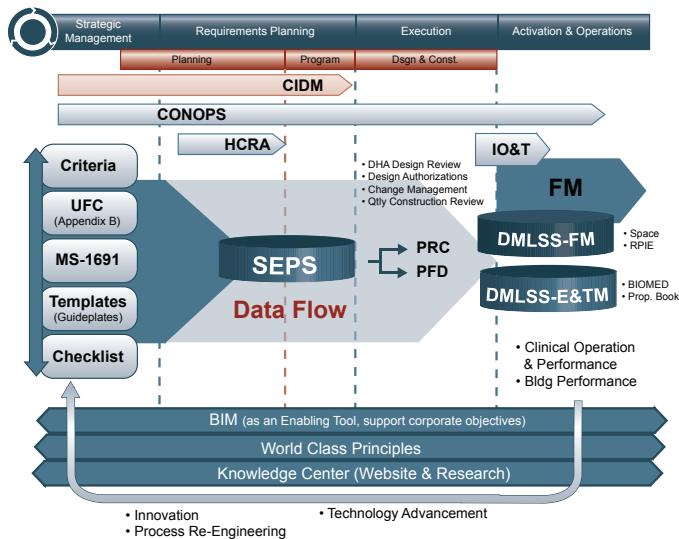 Strategic
Management
Requirements Planning
Execution
Activation & Operations
Planning
Program
Dsgn & Const.
CIDM
CONOPS
HCRA
IO&T
Criteria
UFC
(Appendix B)
MS-1691
Templates
(Guideplates)
Checklist
• DHA Design Review
• Design Authorizations
• Change Management
• Qtly Construction Review
FM
SEPS
PRC
PFD
Data Flow
DMLSS-FM
• Space
• RPIE
DMLSS-E&TM
• BIOMED
• Prop. Book
• Clinical Operation
& Performance
• Bldg Performance
BIM (as an Enabling Tool, support corporate objectives)
World Class Principles
Knowledge Center (Website & Research)
• Innovation
• Process Re-Engineering
• Technology Advancement